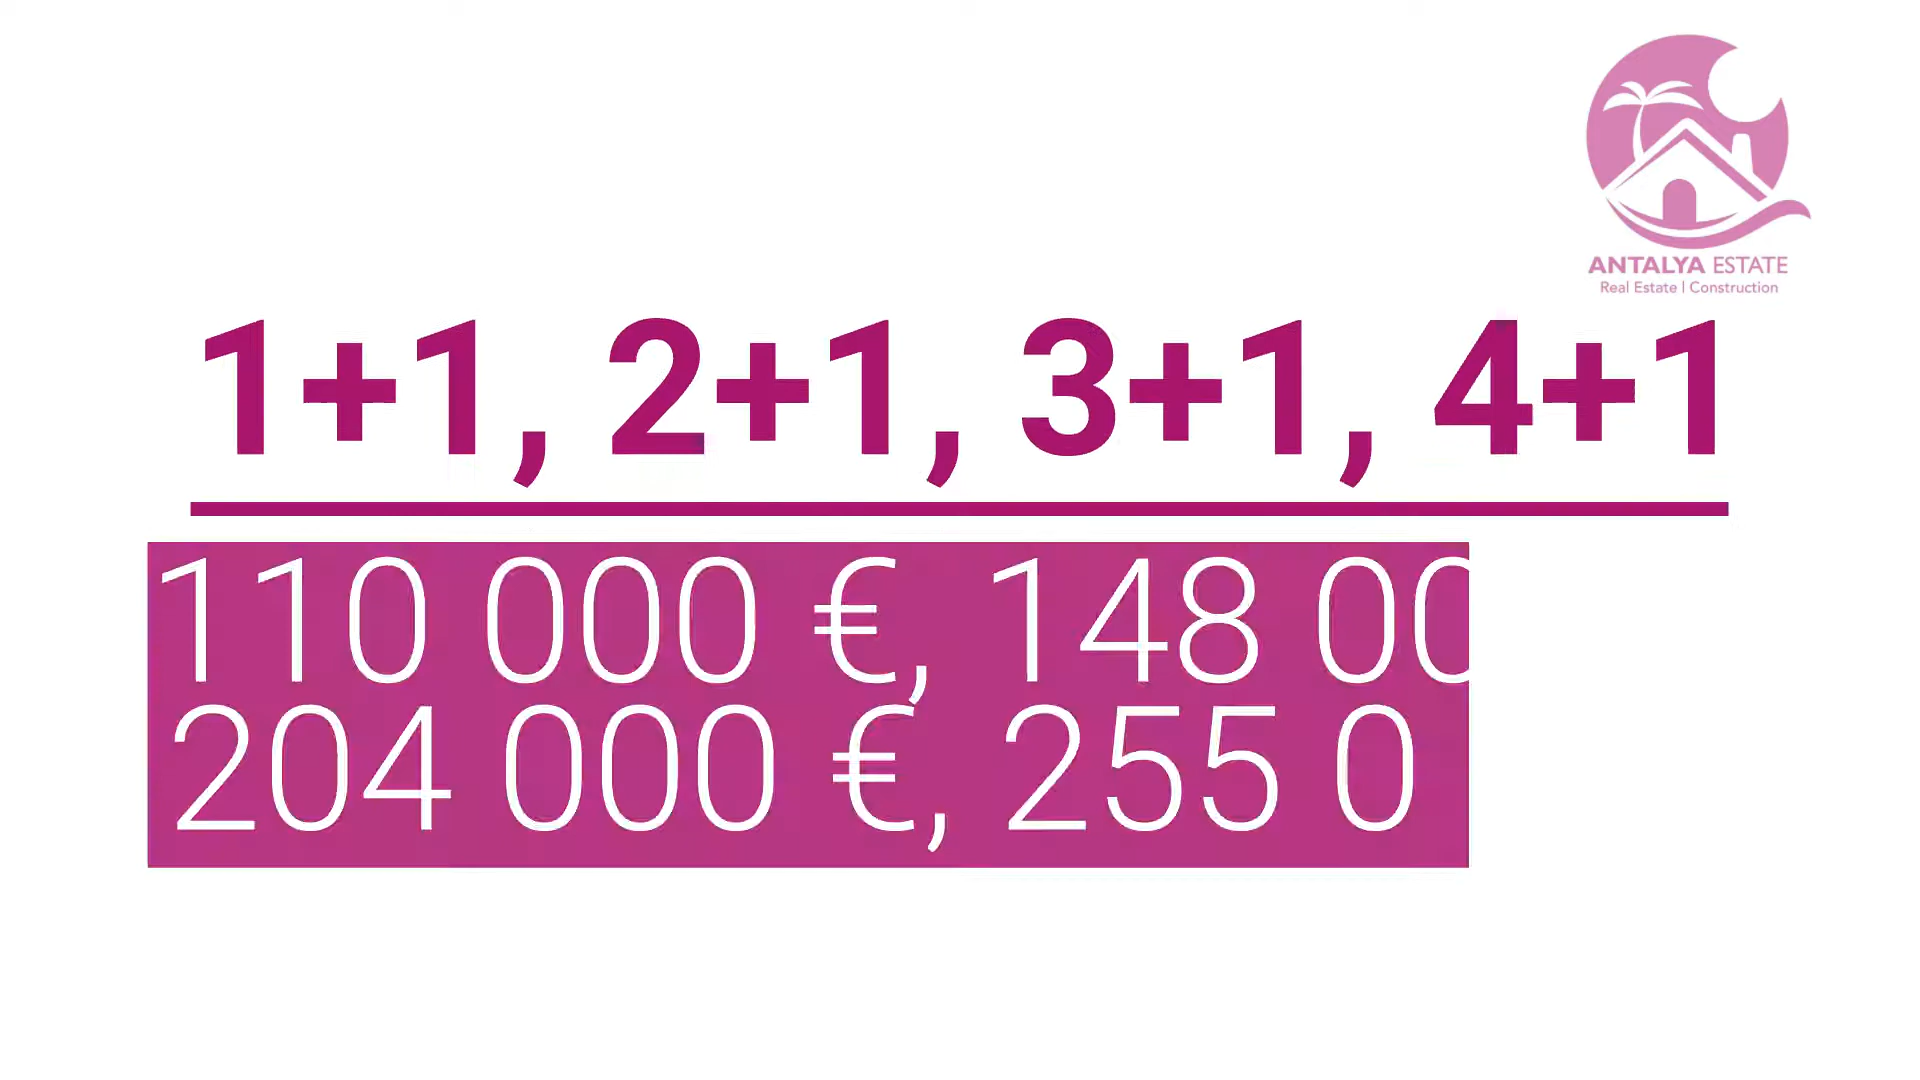 ANTALYA ESTATE
Real Estate | Construction
1+1, 2+1, 3+1, 4+1
110 000 €, 148 00
204 000 €, 255 0